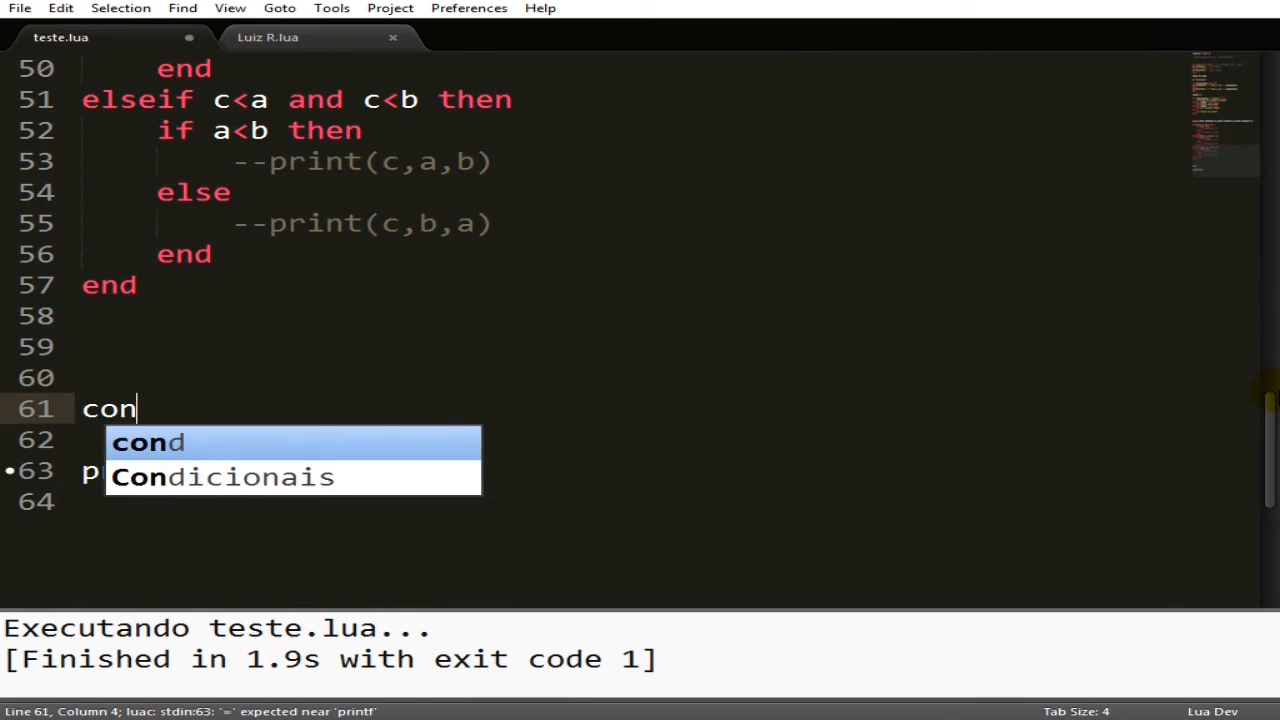 File Edit Selection Find View Goto Tools Project Preferences Help
teste.lua Luiz R.lua ×
50 end
51 elseif c<a and c<b then
52 if a<b then
53 --print(c,a,b)
54 else
55 --print(c,b,a)
56 end
57 end
58
59
60
61 con
62 cond
63 p Condicionais
64
Executando teste.lua...
[Finished in 1.9s with exit code 1]
Line 61, Column 4; luac: stdin:63: '=' expected near 'printf' Tab Size: 4 Lua Dev